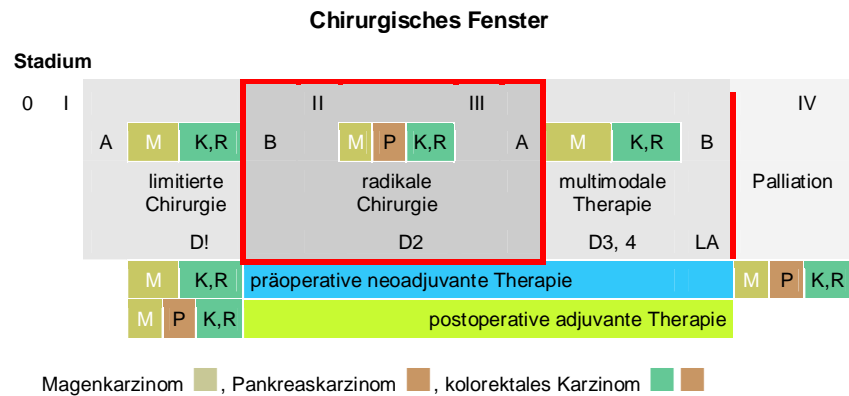 Chirurgisches Fenster
Stadium
0 I II III IV
A M K,R B M P K,R A M K,R B
limitierte radikale multimodale Palliation
Chirurgie Chirurgie Therapie
D! D2 D3, 4 LA
M K,R präoperative neoadjuvante Therapie M P K,R
M P K,R postoperative adjuvante Therapie
Magenkarzinom , Pankreaskarzinom , kolorektales Karzinom